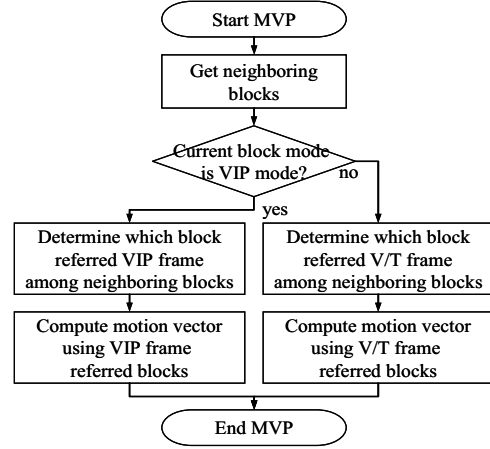 Start MVP
Get neighboring
blocks
Current block mode
is VIP mode?
no
yes
Determine which block
referred VIP frame
among neighboring blocks
Determine which block
referred V/T frame
among neighboring blocks
Compute motion vector
using VIP frame
referred blocks
Compute motion vector
using V/T frame
referred blocks
End MVP